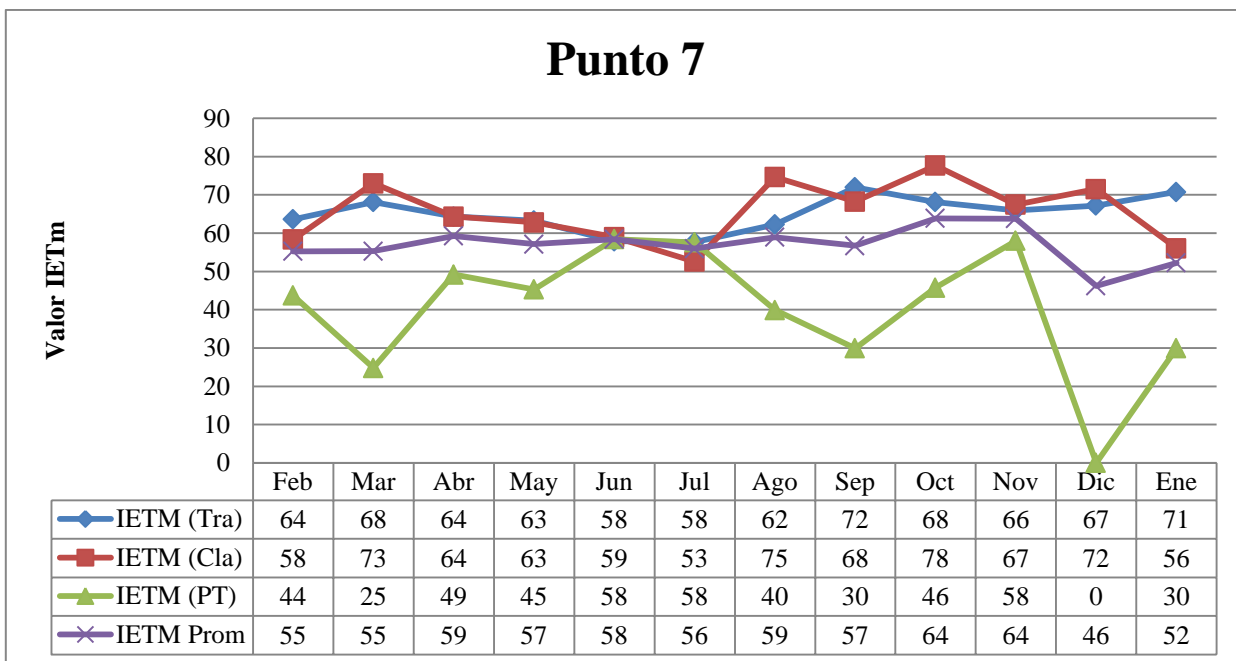 Punto 7
Valor IETm
90
80
70
60
50
40
30
20
10
0
Feb Mar Abr May Jun Jul Ago Sep Oct Nov Dic Ene
IETM (Tra) 64 68 64 63 58 58 62 72 68 66 67 71
IETM (Cla) 58 73 64 63 59 53 75 68 78 67 72 56
IETM (PT) 44 25 49 45 58 58 40 30 46 58 0 30
IETM Prom 55 55 59 57 58 56 59 57 64 64 46 52